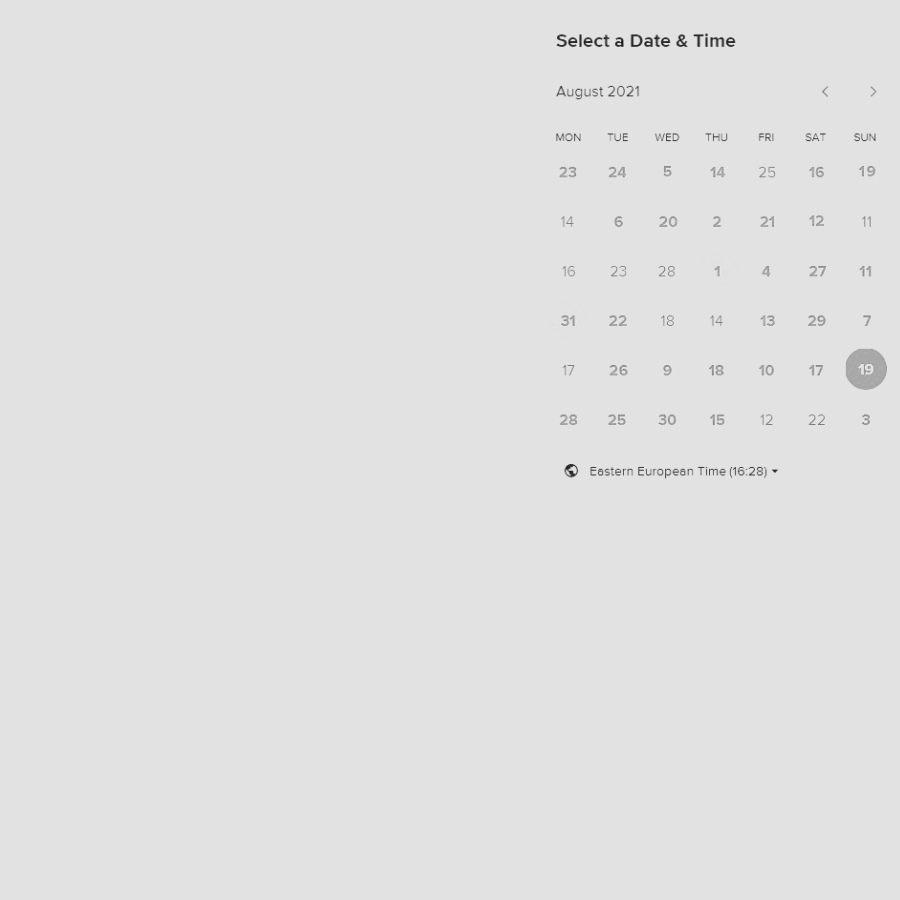 Select a Date & Time
August 2021
MON TUE WED THU FRI SAT SUN
23 24 5 14 25 16 19
14 6 20 2 21 12 11
16 23 28 1 4 27 11
31 22 18 14 13 29 7
17 26 9 18 10 17 19
28 25 30 15 12 22 3
Eastern European Time (16:28)